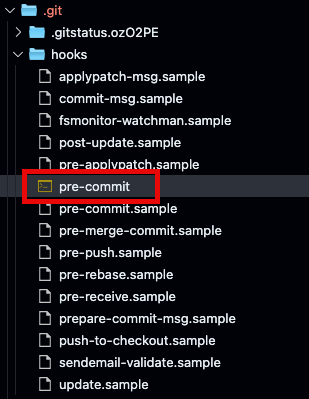 .git
.gitstatus.ozO2PE
hooks
applypatch-msg.sample
commit-msg.sample
fsmonitor-watchman.sample
post-update.sample
pre-applypatch.sample
pre-commit
pre-commit.sample
pre-merge-commit.sample
pre-push.sample
pre-rebase.sample
pre-receive.sample
prepare-commit-msg.sample
push-to-checkout.sample
sendemail-validate.sample
update.sample